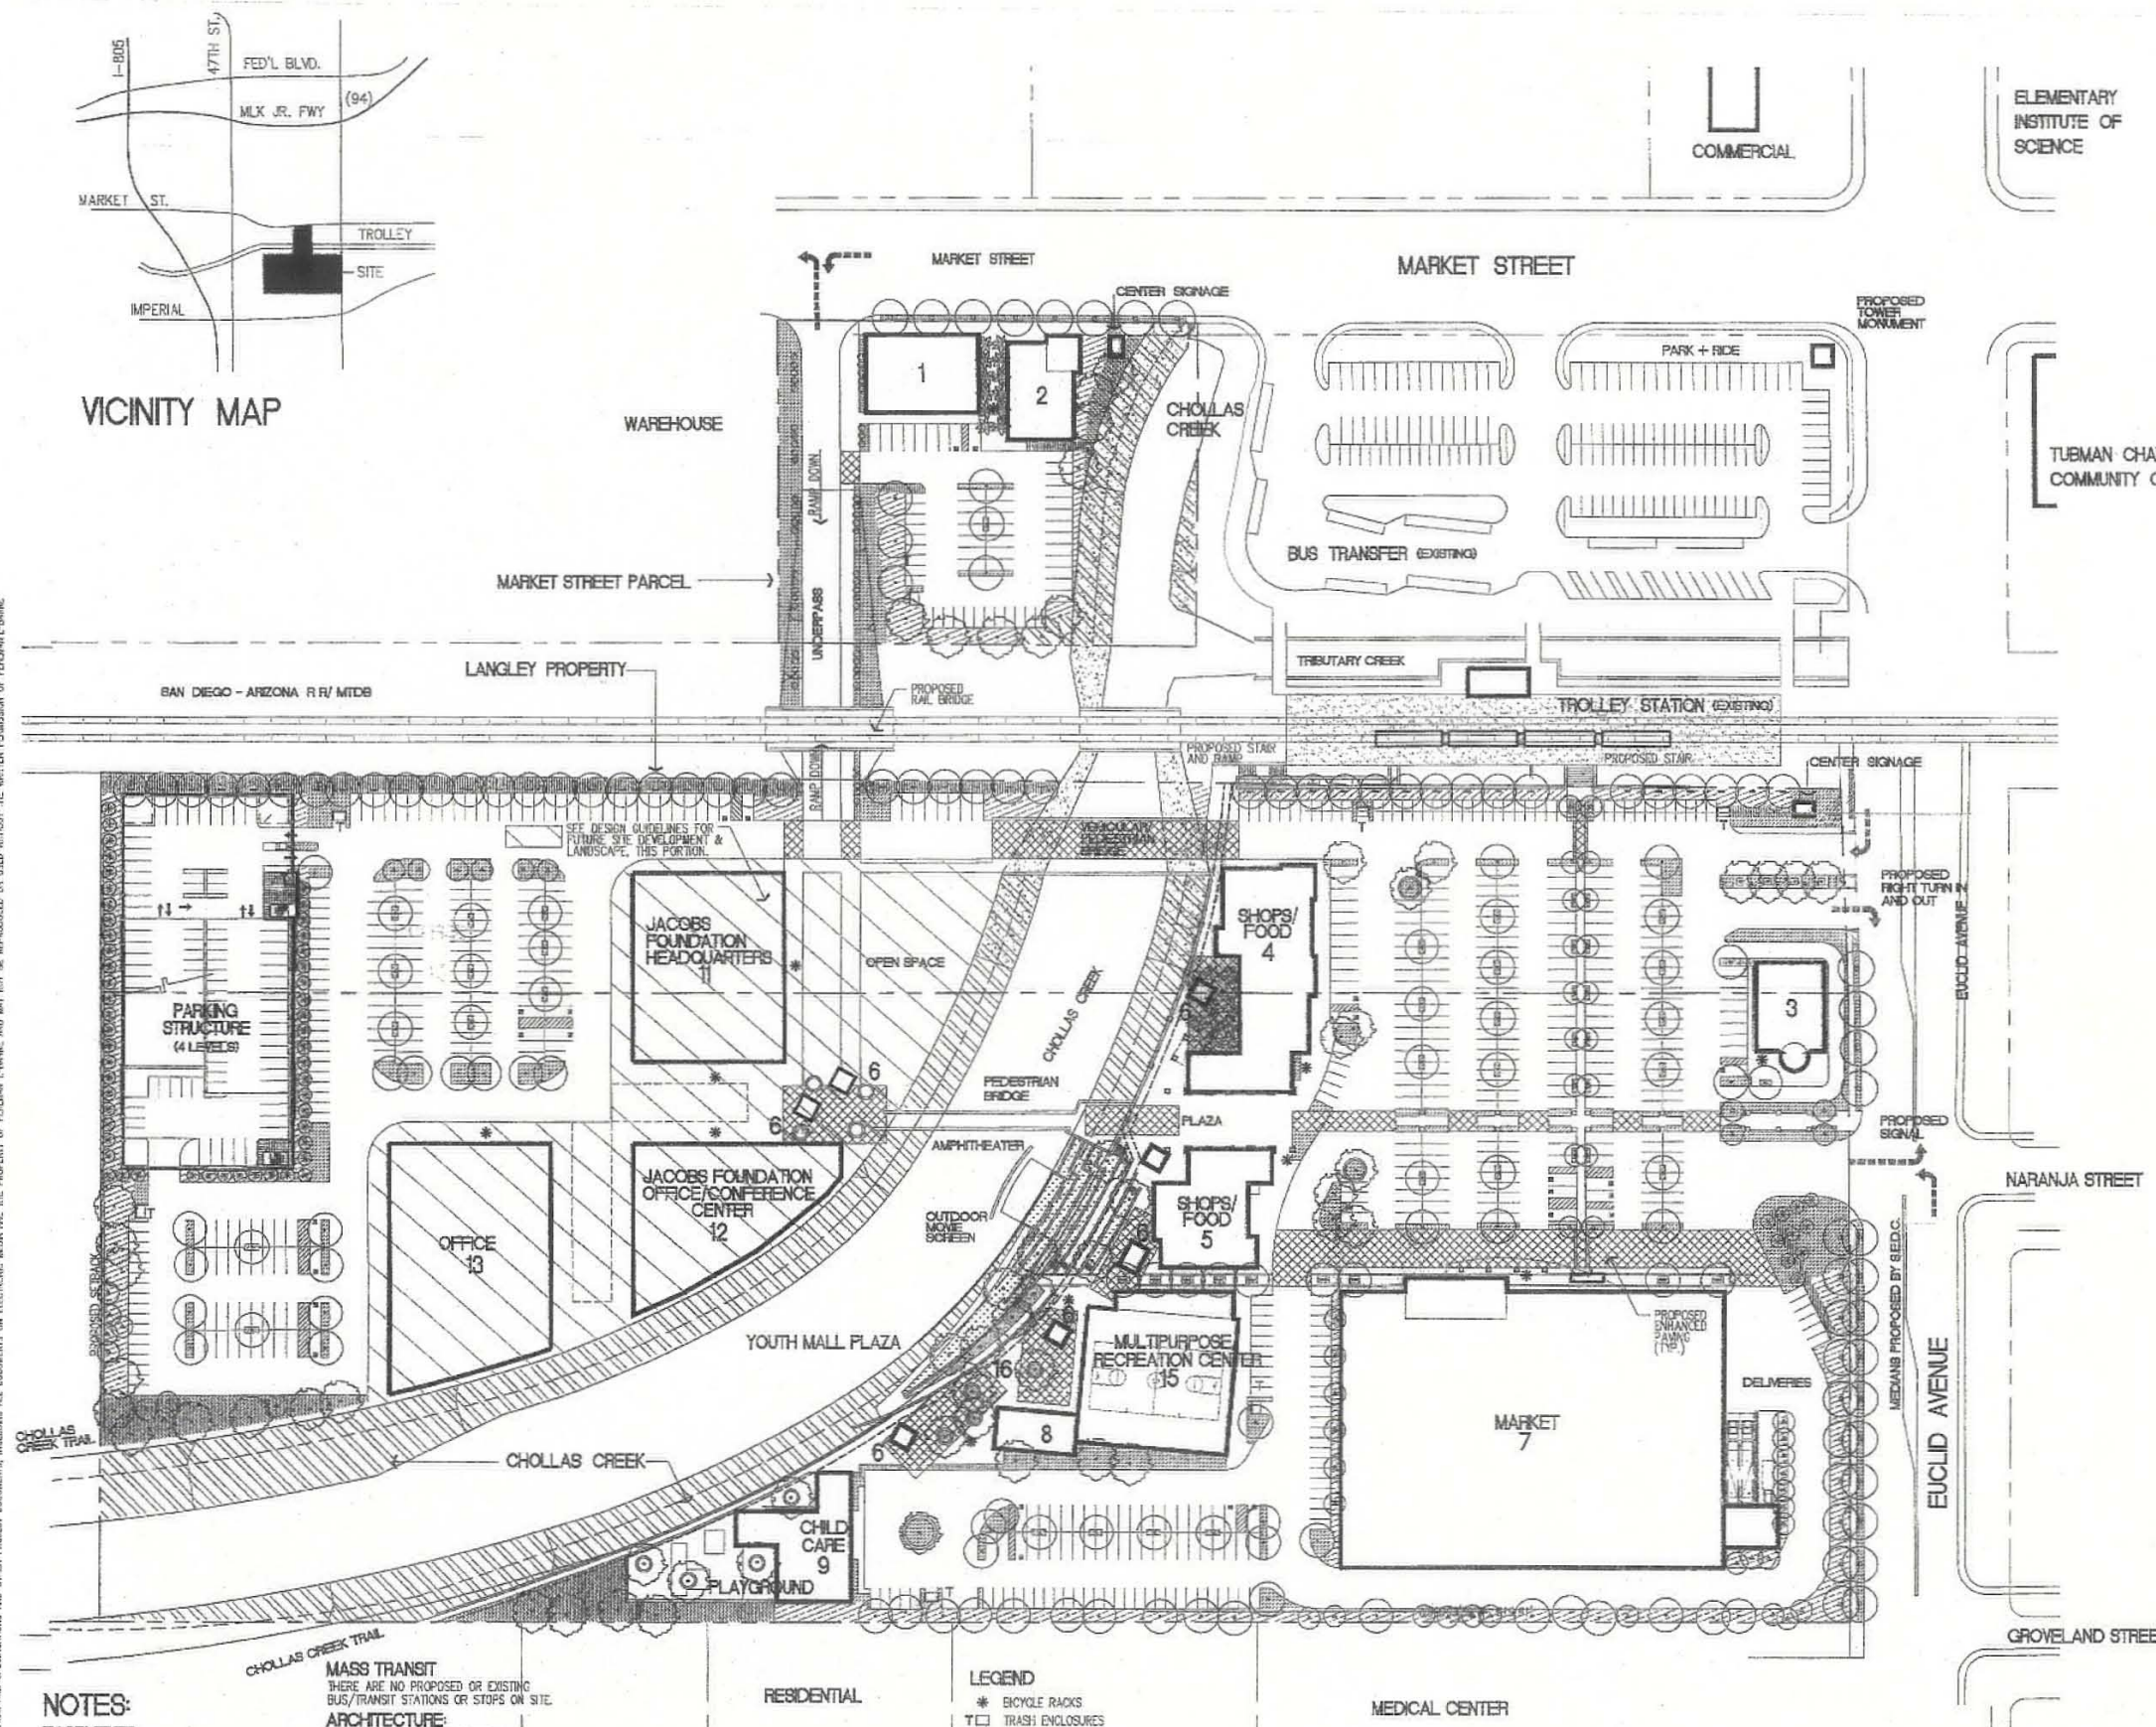 I-805
47TH ST.
FED'L BLVD.
MLK JR. FWY
(94)
MARKET ST.
TROLLEY
SITE
IMPERIAL
VICINITY MAP
COMMERCIAL
ELEMENTARY
INSTITUTE OF
SCIENCE
MARKET STREET
MARKET STREET
CENTER SIGNAGE
PROPOSED
TOWER
MONUMENT
PARK + RIDE
1
2
WAREHOUSE
CHOLLAS
CREEK
TUBMAN CHA
COMMUNITY C
RAMP DOWN
BUS TRANSFER (EXISTING)
MARKET STREET PARCEL
UNDERPASS
LANGLEY PROPERTY
TRIBUTARY CREEK
SAN DIEGO - ARIZONA R R/ MTDB
PROPOSED
RAIL BRIDGE
TROLLEY STATION (EXISTING)
PROPOSED STAIR
AND RAMP
PROPOSED STAIR
CENTER SIGNAGE
RAMP DOWN
SEE DESIGN GUIDELINES FOR
FUTURE SITE DEVELOPMENT &
LANDSCAPE, THIS PORTION.
VEHICULAR/
PEDESTRIAN
BRIDGE
PROPOSED
RIGHT TURN IN
AND OUT
EUCLID AVENUE
JACOBS
FOUNDATION
HEADQUARTERS
11
OPEN SPACE
SHOPS/
FOOD
4
6
3
CHOLLAS CREEK
PARKING
STRUCTURE
(4 LEVELS)
6
6
PEDESTRIAN
BRIDGE
PLAZA
PROPOSED
SIGNAL
AMPHITHEATER
NARANJA STREET
JACOBS FOUNDATION
OFFICE/CONFERENCE
CENTER
12
SHOPS/
FOOD
5
6
OUTDOOR
MOVIE
SCREEN
OFFICE
13
PROPOSED SETBACK
MEDIANS PROPOSED BY S.E.D.C.
YOUTH MALL PLAZA
6
MULTIPURPOSE
RECREATION CENTER
15
16
PROPOSED
ENHANCED
PAVING
(TYP.)
DELIVERIES
EUCLID AVENUE
MARKET
7
8
6
CHOLLAS
CREEK TRAIL
CHOLLAS CREEK
CHILD
CARE
9
PLAYGROUND
GROVELAND STREE
CHOLLAS CREEK TRAIL
MASS TRANSIT
THERE ARE NO PROPOSED OR EXISTING
BUS/TRANSIT STATIONS OR STOPS ON SITE.
ARCHITECTURE:
NOTES:
RESIDENTIAL
LEGEND
BICYCLE RACKS
T TRASH ENCLOSURES
MEDICAL CENTER